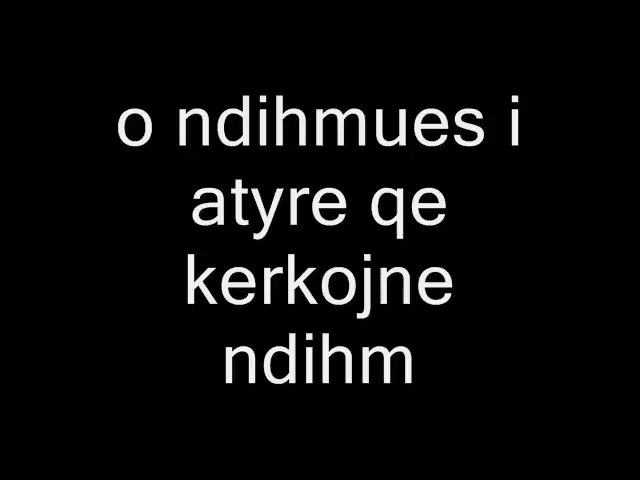 o ndihmues i
atyre qe
kerkojne
ndihm